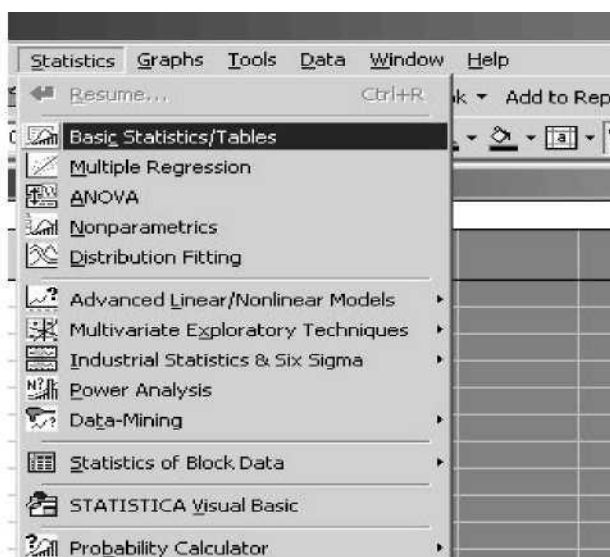 Statistics Graphs Tools Data Window Help
Resume... Ctrl+R
Add to Rep
Basic Statistics/Tables
Multiple Regression
ANOVA
Nonparametrics
Distribution Fitting
Advanced Linear/Nonlinear Models
Multivariate Exploratory Techniques
Industrial Statistics & Six Sigma
Power Analysis
Data-Mining
Statistics of Block Data
STATISTICA Visual Basic
Probability Calculator